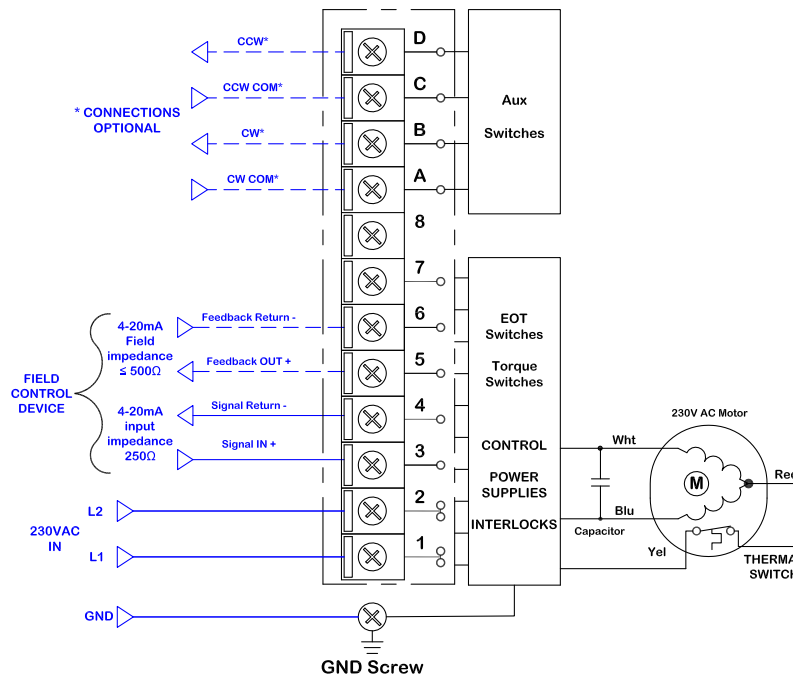 CCW*
D
CCW COM*
C
* CONNECTIONS
OPTIONAL
CW*
B
CW COM*
A
Aux
Switches
8
7
Feedback Return -
6
Feedback OUT +
5
4-20mA
Field
impedance
≤ 500Ω
FIELD
CONTROL
DEVICE
4-20mA
input
impedance
250Ω
Signal Return -
4
Signal IN +
3
L2
2
230VAC
IN
L1
1
GND
GND Screw
EOT
Switches
Torque
Switches
CONTROL
POWER
SUPPLIES
INTERLOCKS
Wht
Capacitor
Blu
Yel
230V AC Motor
M
Red
THERMA
SWITCH